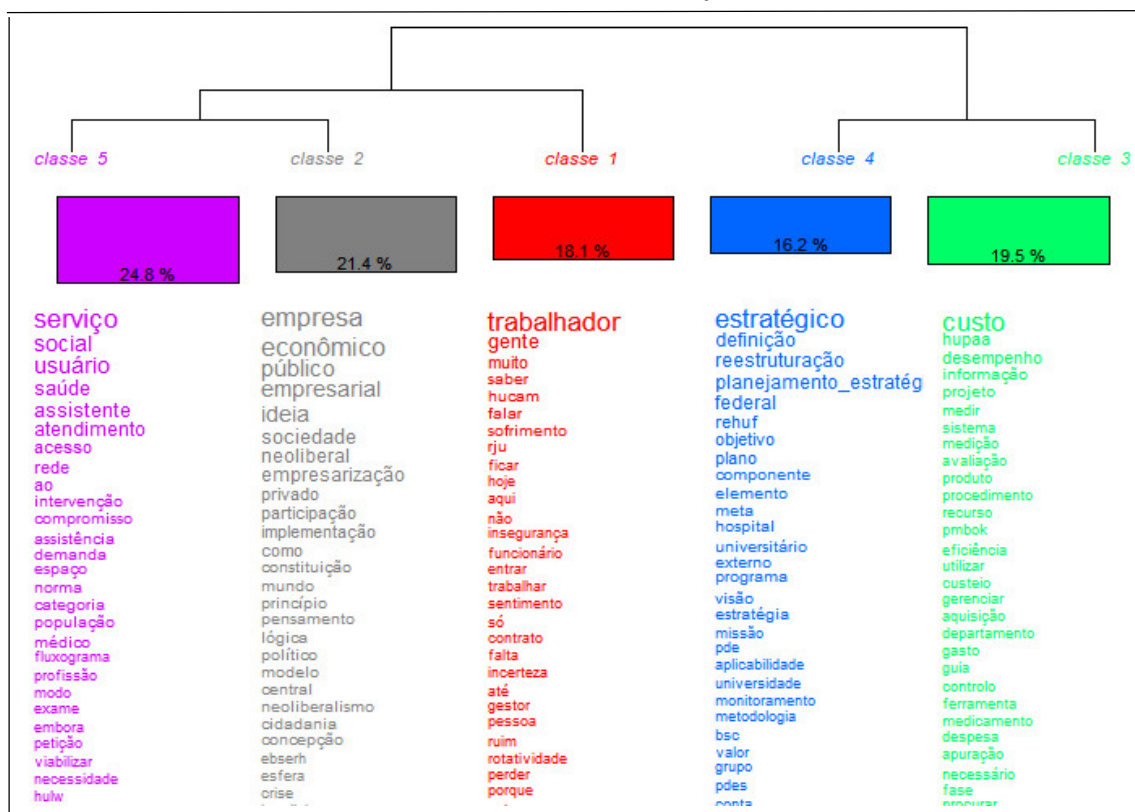 classe 5
classe 2
classe 1
classe 4
classe 3
24.8 %
21.4 %
18.1 %
16.2 %
19.5 %
serviço
social
usuário
saúde
assistente
atendimento
acesso
rede
ao
intervenção
compromisso
assistência
demanda
espaço
norma
categoria
população
médico
fluxograma
profissão
modo
exame
embora
petição
viabilizar
necessidade
hulw
empresa
econômico
público
empresarial
ideia
sociedade
neoliberal
empresarização
privado
participação
implementação
como
constituição
mundo
princípio
pensamento
lógica
político
modelo
central
neoliberalismo
cidadania
concepção
ebserh
esfera
crise
trabalhador
gente
muito
saber
hucam
falar
sofrimento
rju
ficar
hoje
aqui
não
insegurança
funcionário
entrar
trabalhar
sentimento
só
contrato
falta
incerteza
até
gestor
pessoa
ruim
rotatividade
perder
porque
estratégico
definição
reestruturação
planejamento_estratég
federal
rehuf
objetivo
plano
componente
elemento
meta
hospital
universitário
externo
programa
visão
estratégia
missão
pde
aplicabilidade
universidade
monitoramento
metodologia
bsc
valor
grupo
pdes
conta
custo
hupaa
desempenho
informação
projeto
medir
sistema
medição
avaliação
produto
procedimento
recurso
pmbok
eficiência
utilizar
custeio
gerenciar
aquisição
departamento
gasto
guia
controlo
ferramenta
medicamento
despesa
apuração
necessário
fase
procurar